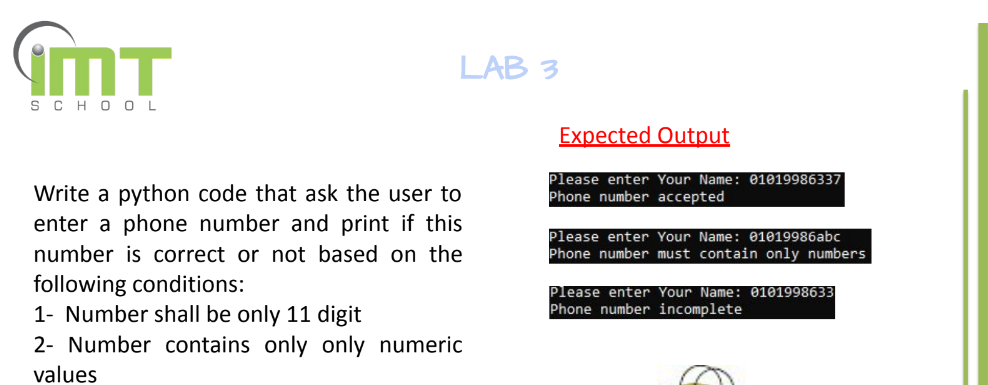 iMT
SCHOOL
LAB 3
Expected Output
Write a python code that ask the user to
enter a phone number and print if this
number is correct or not based on the
following conditions:
1- Number shall be only 11 digit
2- Number contains only only numeric
values
Please enter Your Name: 01019986337
Phone number accepted
Please enter Your Name: 01019986abc
Phone number must contain only numbers
Please enter Your Name: 0101998633
Phone number incomplete